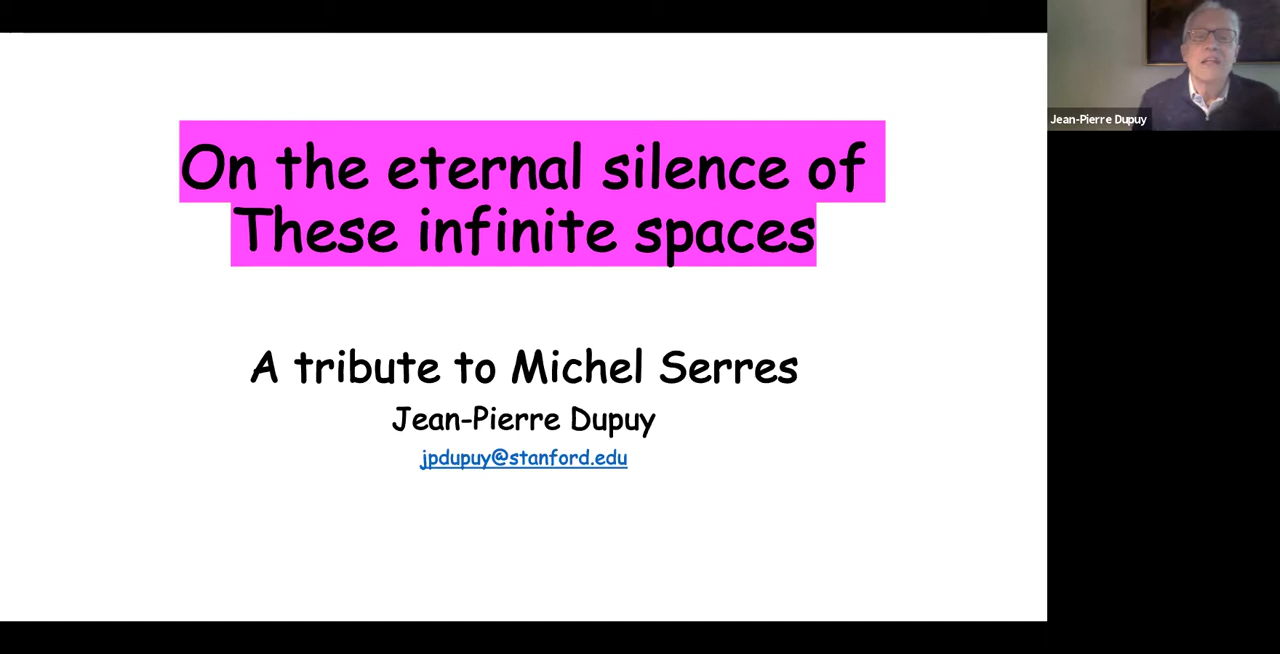 On the eternal silence of
These infinite spaces
A tribute to Michel Serres
Jean-Pierre Dupuy
jpdupuy@stanford.edu
Jean-Pierre Dupuy